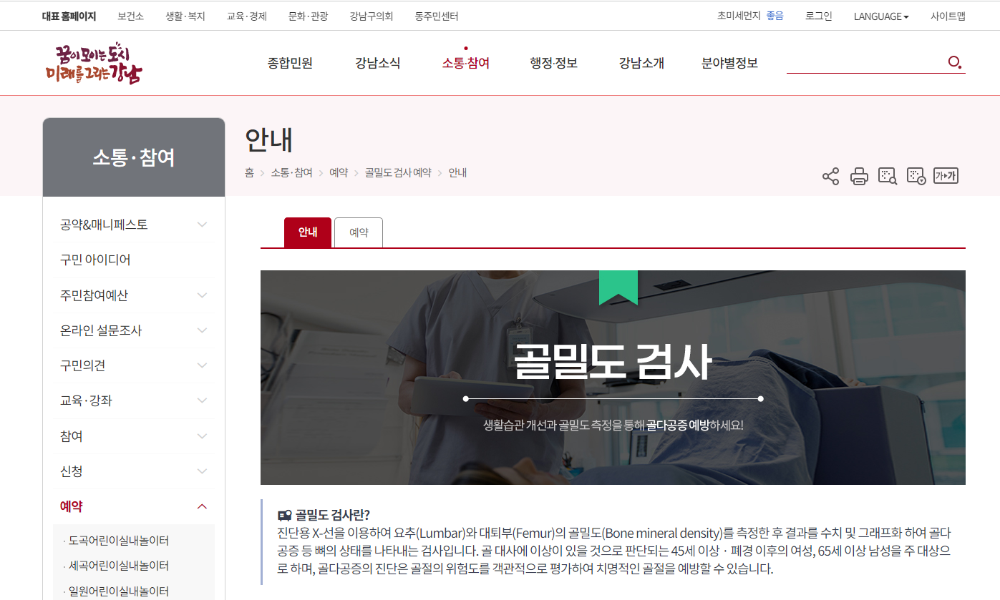 대표 홈페이지 보건소 생활·복지 교육·경제 문화·관광 강남구의회 동주민센터 초미세먼지 좋음 로그인 LANGUAGE 사이트맵
꿈이 모이는 도시
미래를 그리는 강남
종합민원 강남소식 소통·참여 행정·정보 강남소개 분야별정보
소통·참여
안내
홈 > 소통·참여 > 예약 > 골밀도 검사 예약 > 안내
가▸가
공약&매니페스토
구민 아이디어
주민참여예산
온라인 설문조사
구민의견
교육·강좌
참여
신청
예약
· 도곡어린이실내놀이터
· 세곡어린이실내놀이터
· 일원어린이실내놀이터
안내 예약
골밀도 검사
생활습관 개선과 골밀도 측정을 통해 골다공증 예방하세요!
골밀도 검사란?
진단용 X-선을 이용하여 요추(Lumbar)와 대퇴부(Femur)의 골밀도(Bone mineral density)를 측정한 후 결과를 수치 및 그래프화 하여 골다
공증 등 뼈의 상태를 나타내는 검사입니다. 골 대사에 이상이 있을 것으로 판단되는 45세 이상 · 폐경 이후의 여성, 65세 이상 남성을 주 대상으
로 하며, 골다공증의 진단은 골절의 위험도를 객관적으로 평가하여 치명적인 골절을 예방할 수 있습니다.